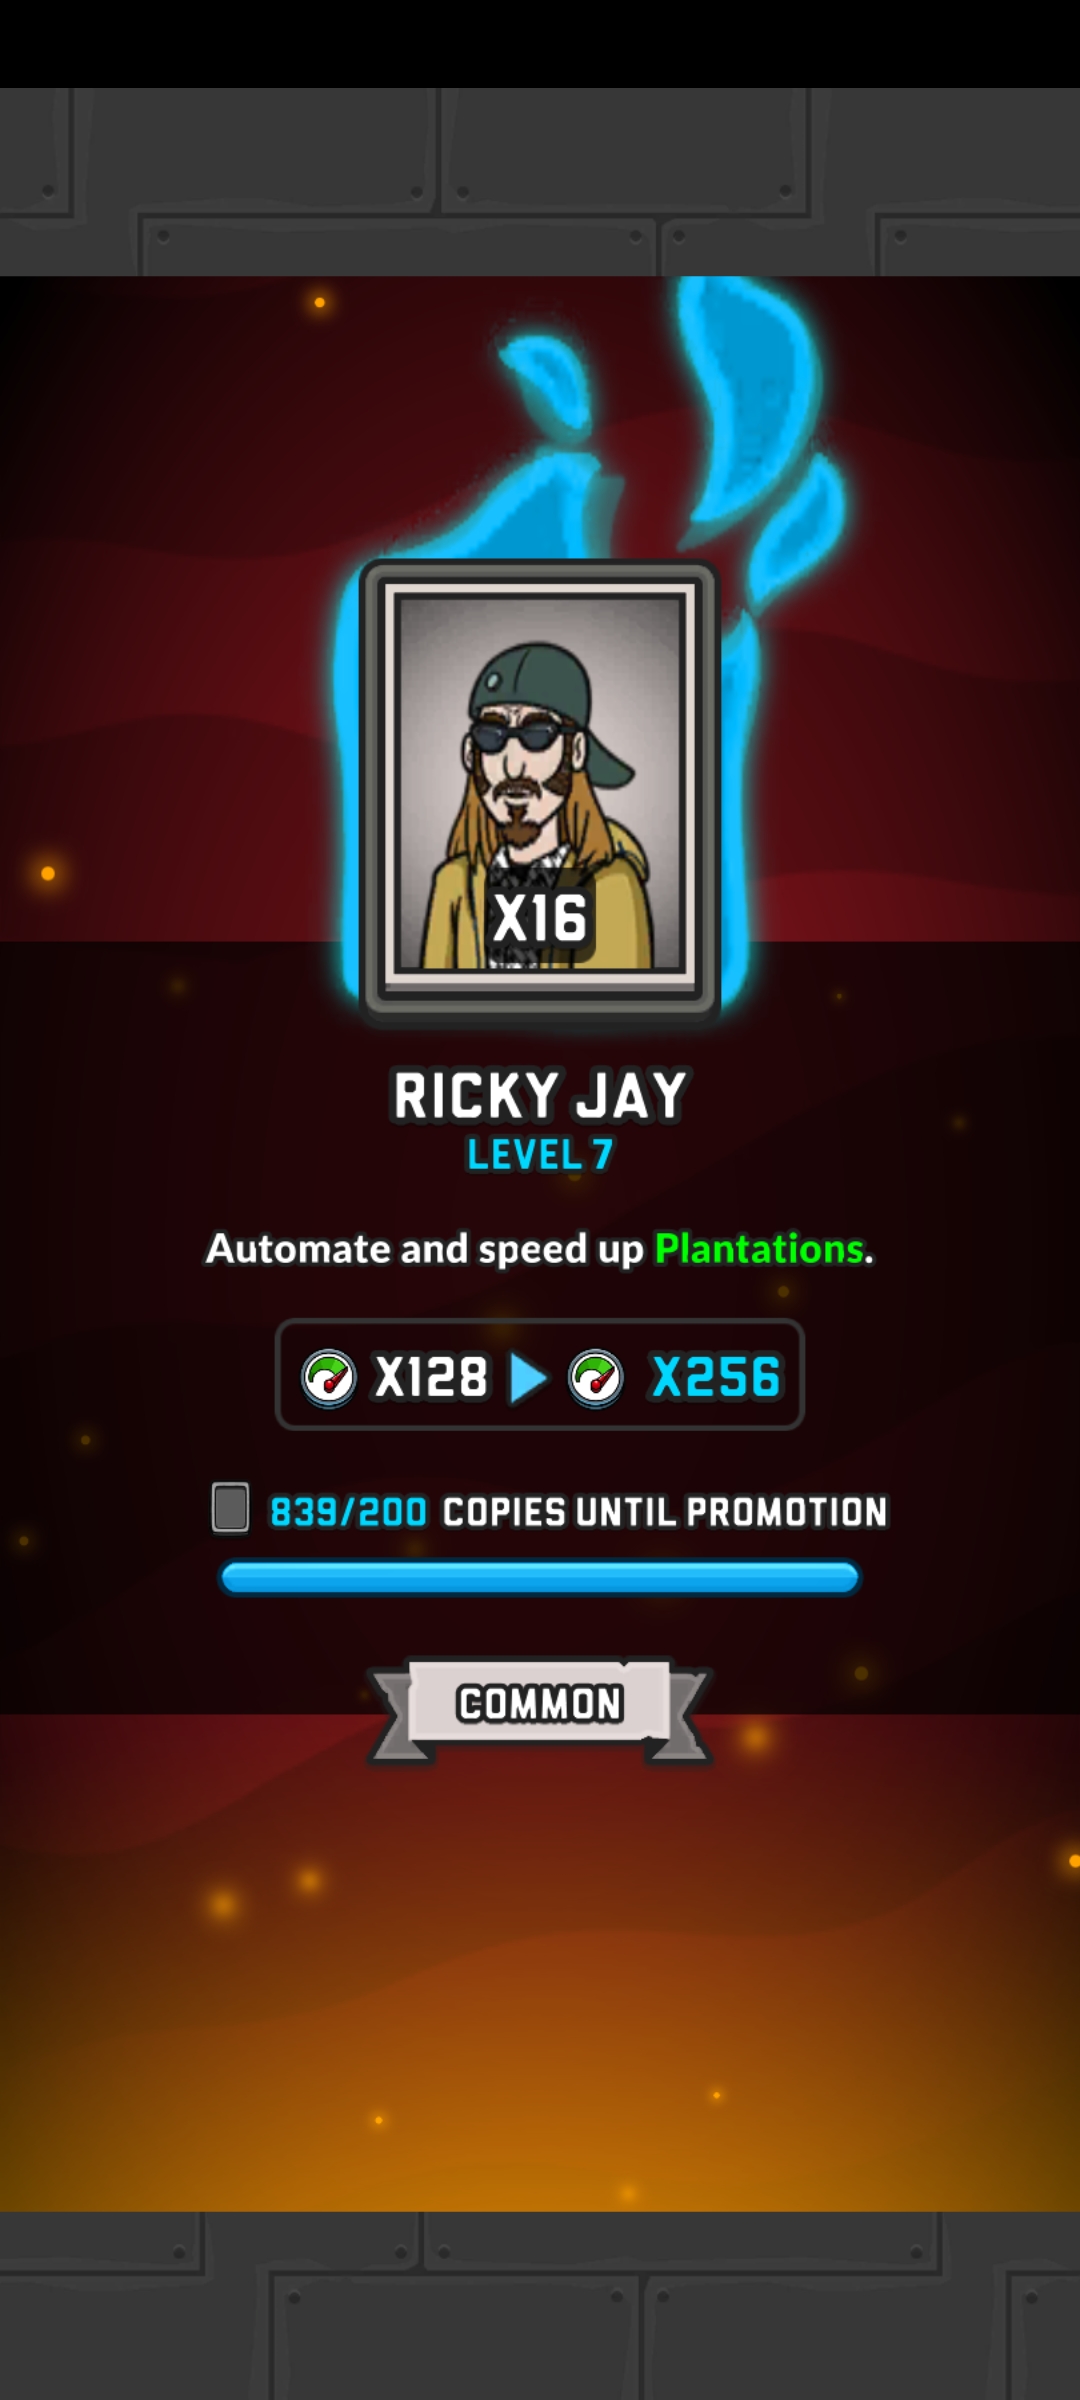 X16
RICKY JAY
LEVEL 7
Automate and speed up Plantations.
X128 X256
839/200 COPIES UNTIL PROMOTION
COMMON